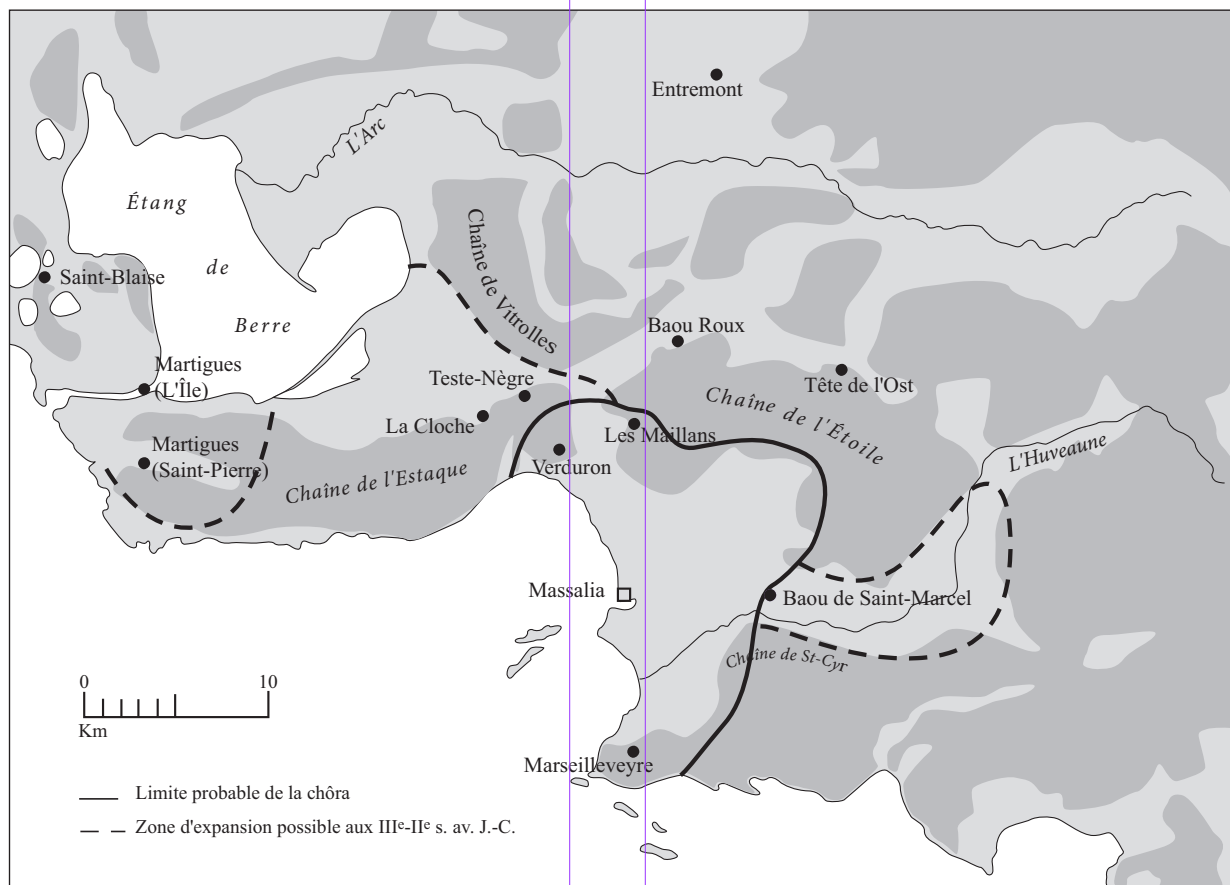 Entremont
L'Arc
Étang
de
Berre
Chaîne de Vitrolles
Saint-Blaise
Martigues
(L'Île)
Baou Roux
Teste-Nègre
Tête de l'Ost
La Cloche
Chaîne de l'Étoile
Les Maillans
Martigues
(Saint-Pierre)
Chaîne de l'Estaque
Verduron
L'Huveaune
Massalia
Baou de Saint-Marcel
Chaîne de St-Cyr
0 10
Km
Marseilleveyre
Limite probable de la chôra
Zone d'expansion possible aux IIIe-IIe s. av. J.-C.